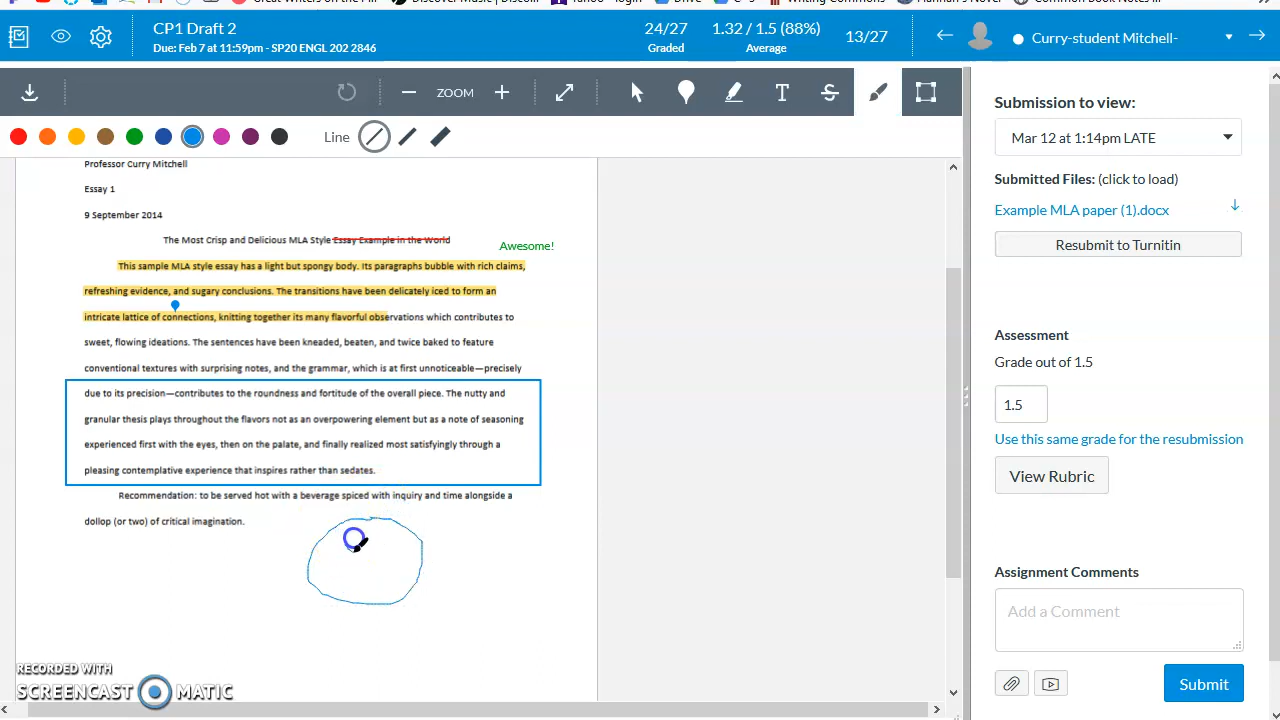 CP1 Draft 2
Due: Feb 7 at 11:59pm - SP20 ENGL 202 2846
24/27
Graded
1.32 / 1.5 (88%)
Average
13/27
Curry-student Mitchell-
ZOOM
T
S
Line
Professor Curry Mitchell
Essay 1
9 September 2014
The Most Crisp and Delicious MLA Style Essay Example in the World
Awesome!
This sample MLA style essay has a light but spongy body. Its paragraphs bubble with rich claims,
refreshing evidence, and sugary conclusions. The transitions have been delicately iced to form an
intricate lattice of connections, knitting together its many flavorful observations which contributes to
sweet, flowing ideations. The sentences have been kneaded, beaten, and twice baked to feature
conventional textures with surprising notes, and the grammar, which is at first unnoticeable—precisely
due to its precision—contributes to the roundness and fortitude of the overall piece. The nutty and
granular thesis plays throughout the flavors not as an overpowering element but as a note of seasoning
experienced first with the eyes, then on the palate, and finally realized most satisfyingly through a
pleasing contemplative experience that inspires rather than sedates.
Recommendation: to be served hot with a beverage spiced with inquiry and time alongside a
dollop (or two) of critical imagination.
Submission to view:
Mar 12 at 1:14pm LATE
Submitted Files: (click to load)
Example MLA paper (1).docx
Resubmit to Turnitin
Assessment
Grade out of 1.5
1.5
Use this same grade for the resubmission
View Rubric
Assignment Comments
Add a Comment
Submit
RECORDED WITH
SCREENCAST MATIC